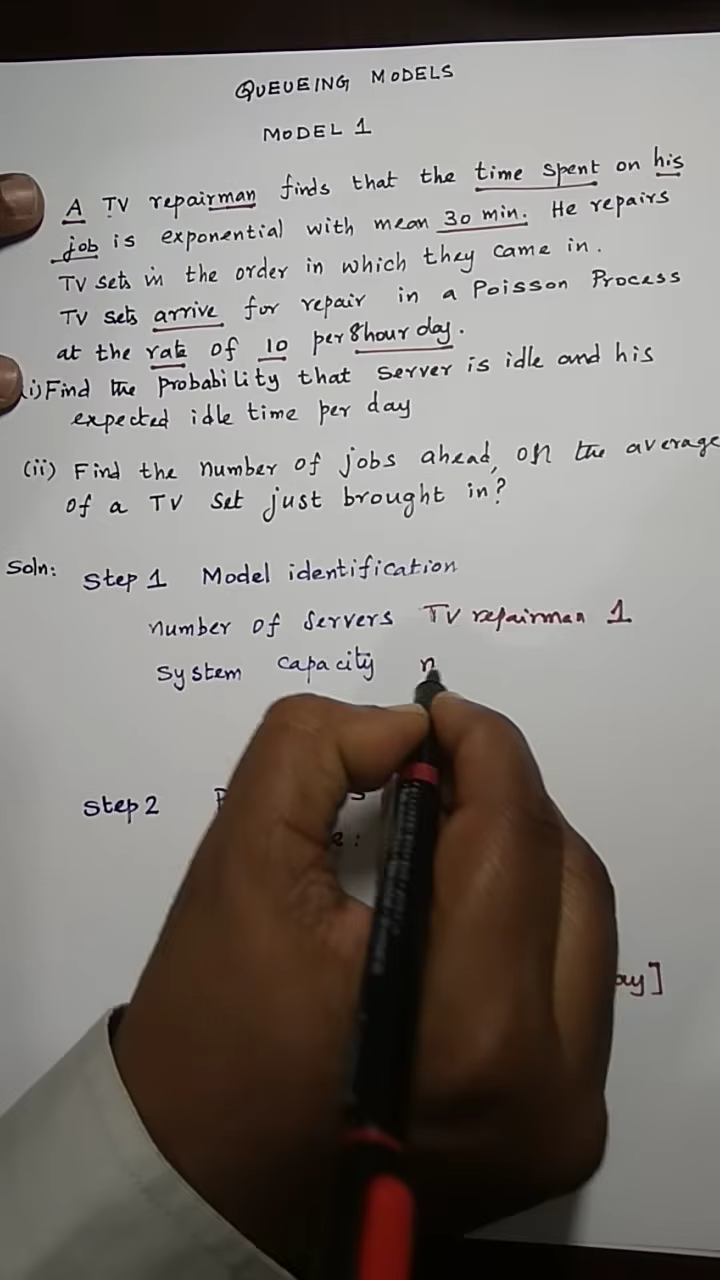 QUEUEING MODELS
MODEL 1
A TV repairman finds that the time spent on his
job is exponential with mean 30 min. He repairs
TV sets in the order in which they came in.
TV sets arrive for repair in a Poisson Process
at the rate of 10 per 8hour day.
(i) Find the probability that server is idle and his
expected idle time per day
(ii) Find the number of jobs ahead, on the average
of a TV set just brought in?
Soln: Step 1 Model identification
number of servers TV repairman 1
System capacity
Step 2